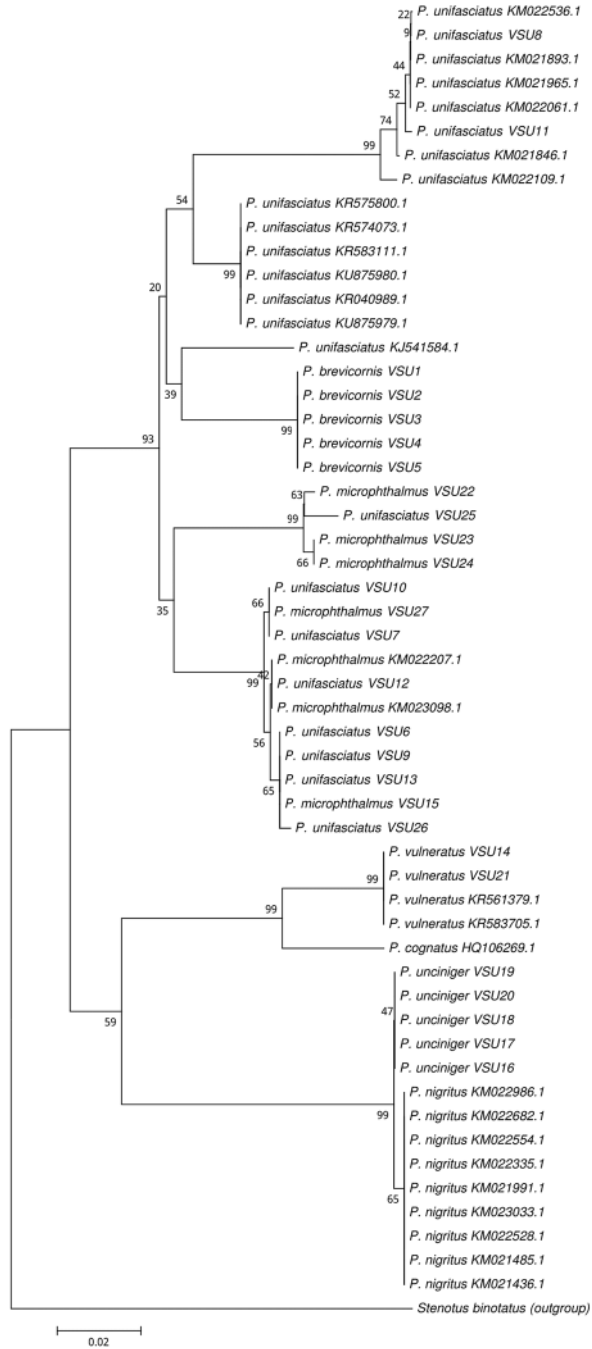 22
P. unifasciatus KM022536.1
9
P. unifasciatus VSU8
P. unifasciatus KM021893.1
44
P. unifasciatus KM021965.1
52
P. unifasciatus KM022061.1
74
P. unifasciatus VSU11
99
P. unifasciatus KM021846.1
P. unifasciatus KM022109.1
54
P. unifasciatus KR575800.1
P. unifasciatus KR574073.1
P. unifasciatus KR583111.1
99
P. unifasciatus KU875980.1
20
P. unifasciatus KR040989.1
P. unifasciatus KU875979.1
P. unifasciatus KJ541584.1
39
P. brevicornis VSU1
P. brevicornis VSU2
P. brevicornis VSU3
99
P. brevicornis VSU4
93
P. brevicornis VSU5
63
P. microphthalmus VSU22
99
P. unifasciatus VSU25
P. microphthalmus VSU23
66
P. microphthalmus VSU24
35
P. unifasciatus VSU10
66
P. microphthalmus VSU27
P. unifasciatus VSU7
P. microphthalmus KM022207.1
42
99
P. unifasciatus VSU12
P. microphthalmus KM023098.1
56
P. unifasciatus VSU6
P. unifasciatus VSU9
65
P. unifasciatus VSU13
P. microphthalmus VSU15
P. unifasciatus VSU26
P. vulneratus VSU14
99
P. vulneratus VSU21
P. vulneratus KR561379.1
99
P. vulneratus KR583705.1
P. cognatus HQ106269.1
59
P. unciniger VSU19
P. unciniger VSU20
47
P. unciniger VSU18
P. unciniger VSU17
P. unciniger VSU16
99
P. nigritus KM022986.1
P. nigritus KM022682.1
P. nigritus KM022554.1
P. nigritus KM022335.1
65
P. nigritus KM021991.1
P. nigritus KM023033.1
P. nigritus KM022528.1
P. nigritus KM021485.1
P. nigritus KM021436.1
Stenotus binotatus (outgroup)
0.02